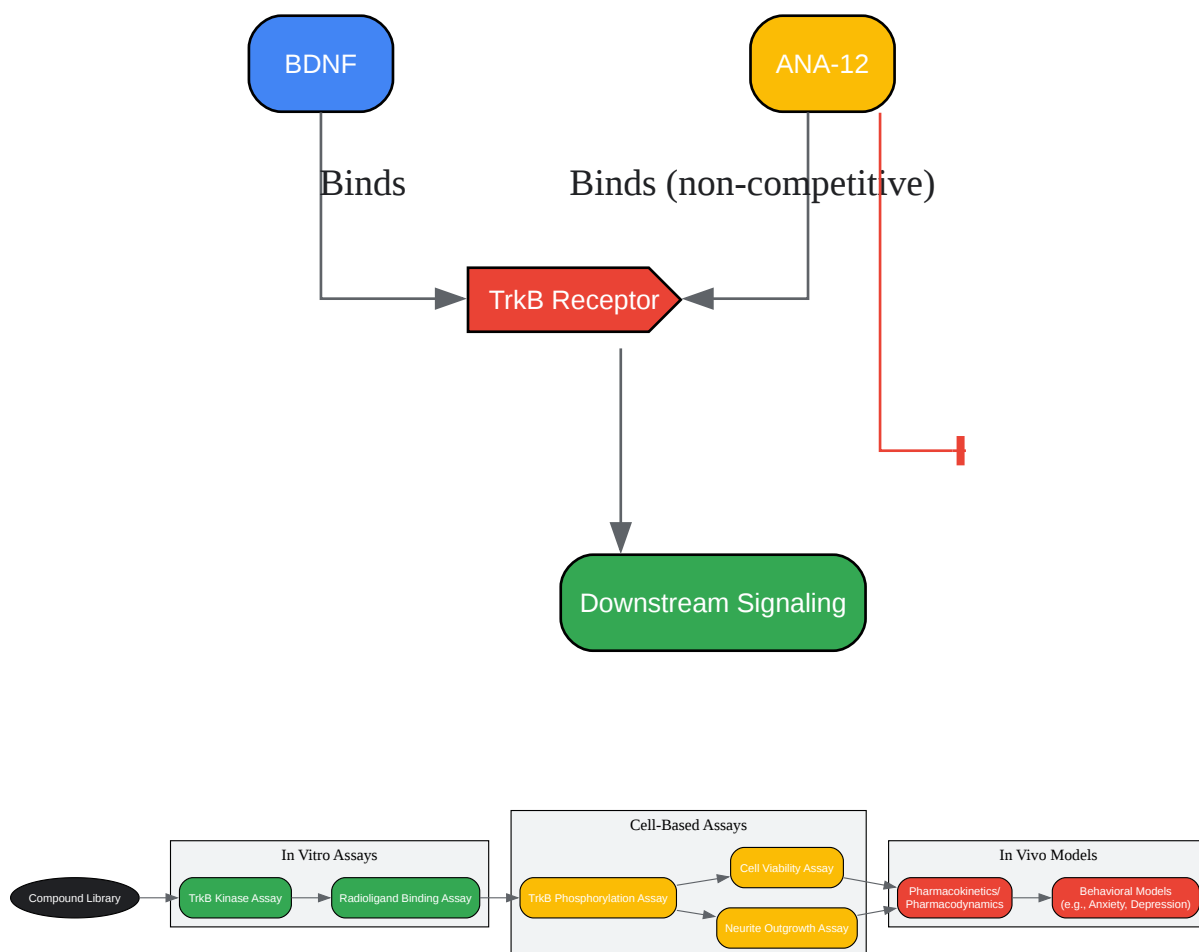 BDNF
ANA-12
Binds
Binds (non-competitive)
TrkB Receptor
Downstream Signaling
Cell-Based Assays
In Vitro Assays
In Vivo Models
Compound Library
TrkB Kinase Assay
Radioligand Binding Assay
TrkB Phosphorylation Assay
Cell Viability Assay
Neurite Outgrowth Assay
Pharmacokinetics/
Pharmacodynamics
Behavioral Models
(e.g., Anxiety, Depression)